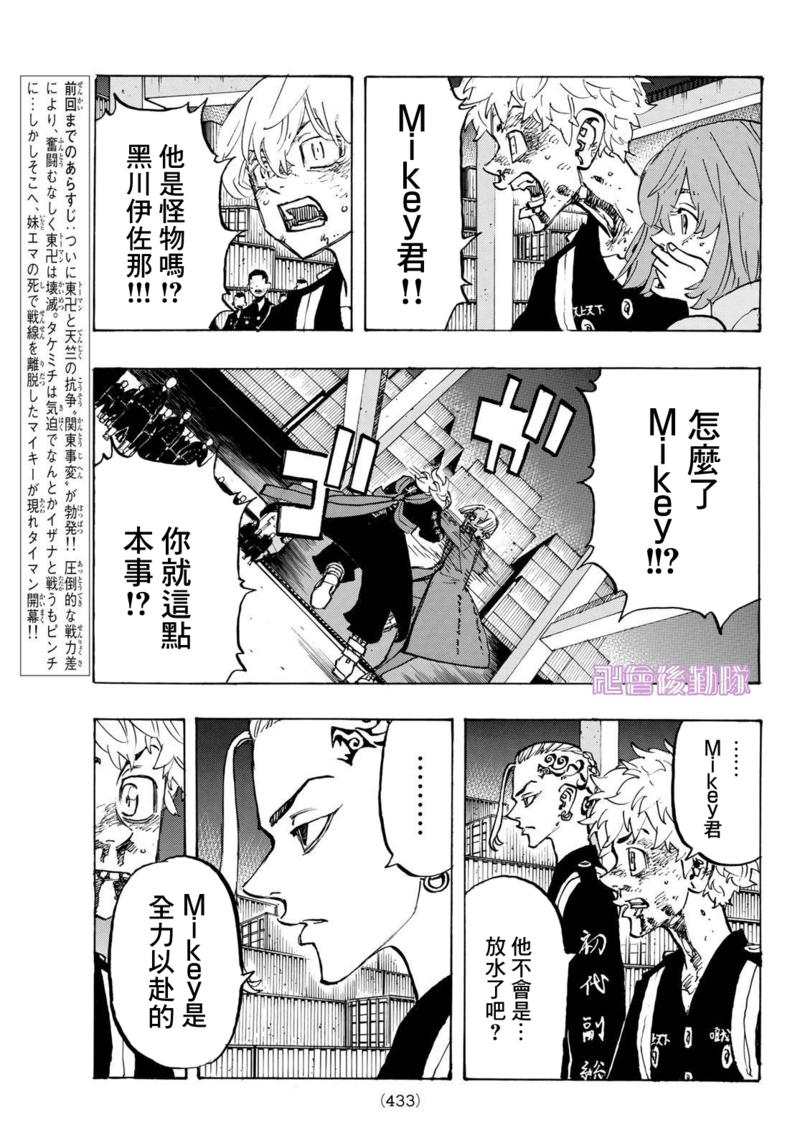 前回までのあらすじ：ついに東卍と天竺の抗争〝関東事変〟が勃発!! 圧倒的な戦力差
により、奮闘むなしく東卍は壊滅。タケミチは気迫でなんとかイザナと戦うもピンチ
に…しかしそこへ、妹エマの死で戦線を離脱したマイキーが現れタイマン開幕!!
Mikey君!!
天上天下
他是怪物嗎!?
黑川伊佐那!!!
怎麼了
Mikey!!?
ゴッ
ゴッ
你就這點
本事!?
卍會後勤隊
……
Mikey君
他不會是…
放水了吧?
初代副総
………
Mikey是
全力以赴的
(433)